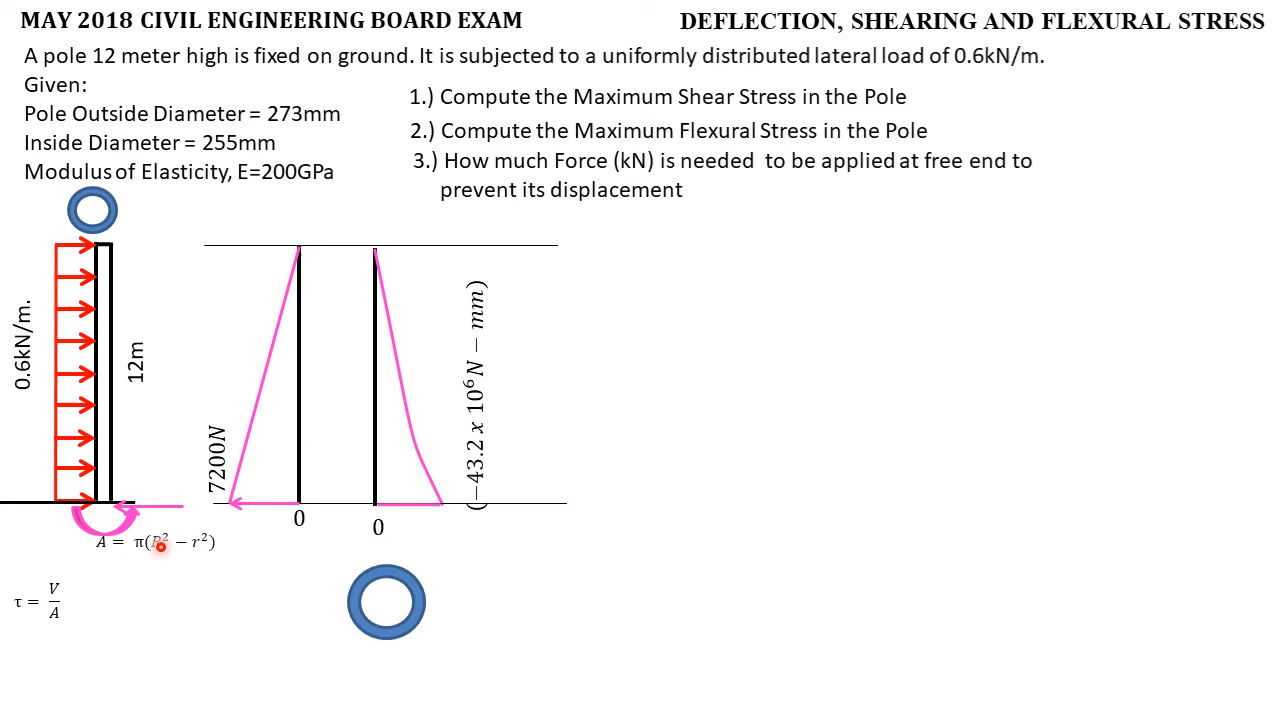 MAY 2018 CIVIL ENGINEERING BOARD EXAM
DEFLECTION, SHEARING AND FLEXURAL STRESS
A pole 12 meter high is fixed on ground. It is subjected to a uniformly distributed lateral load of 0.6kN/m.
Given:
Pole Outside Diameter = 273mm
Inside Diameter = 255mm
Modulus of Elasticity, E=200GPa
1.) Compute the Maximum Shear Stress in the Pole
2.) Compute the Maximum Flexural Stress in the Pole
3.) How much Force (kN) is needed to be applied at free end to
prevent its displacement
0.6kN/m.
12m
7200N
(−43.2 x 10⁶N − mm)
0
0
A = π(R² − r²)
τ = V/A